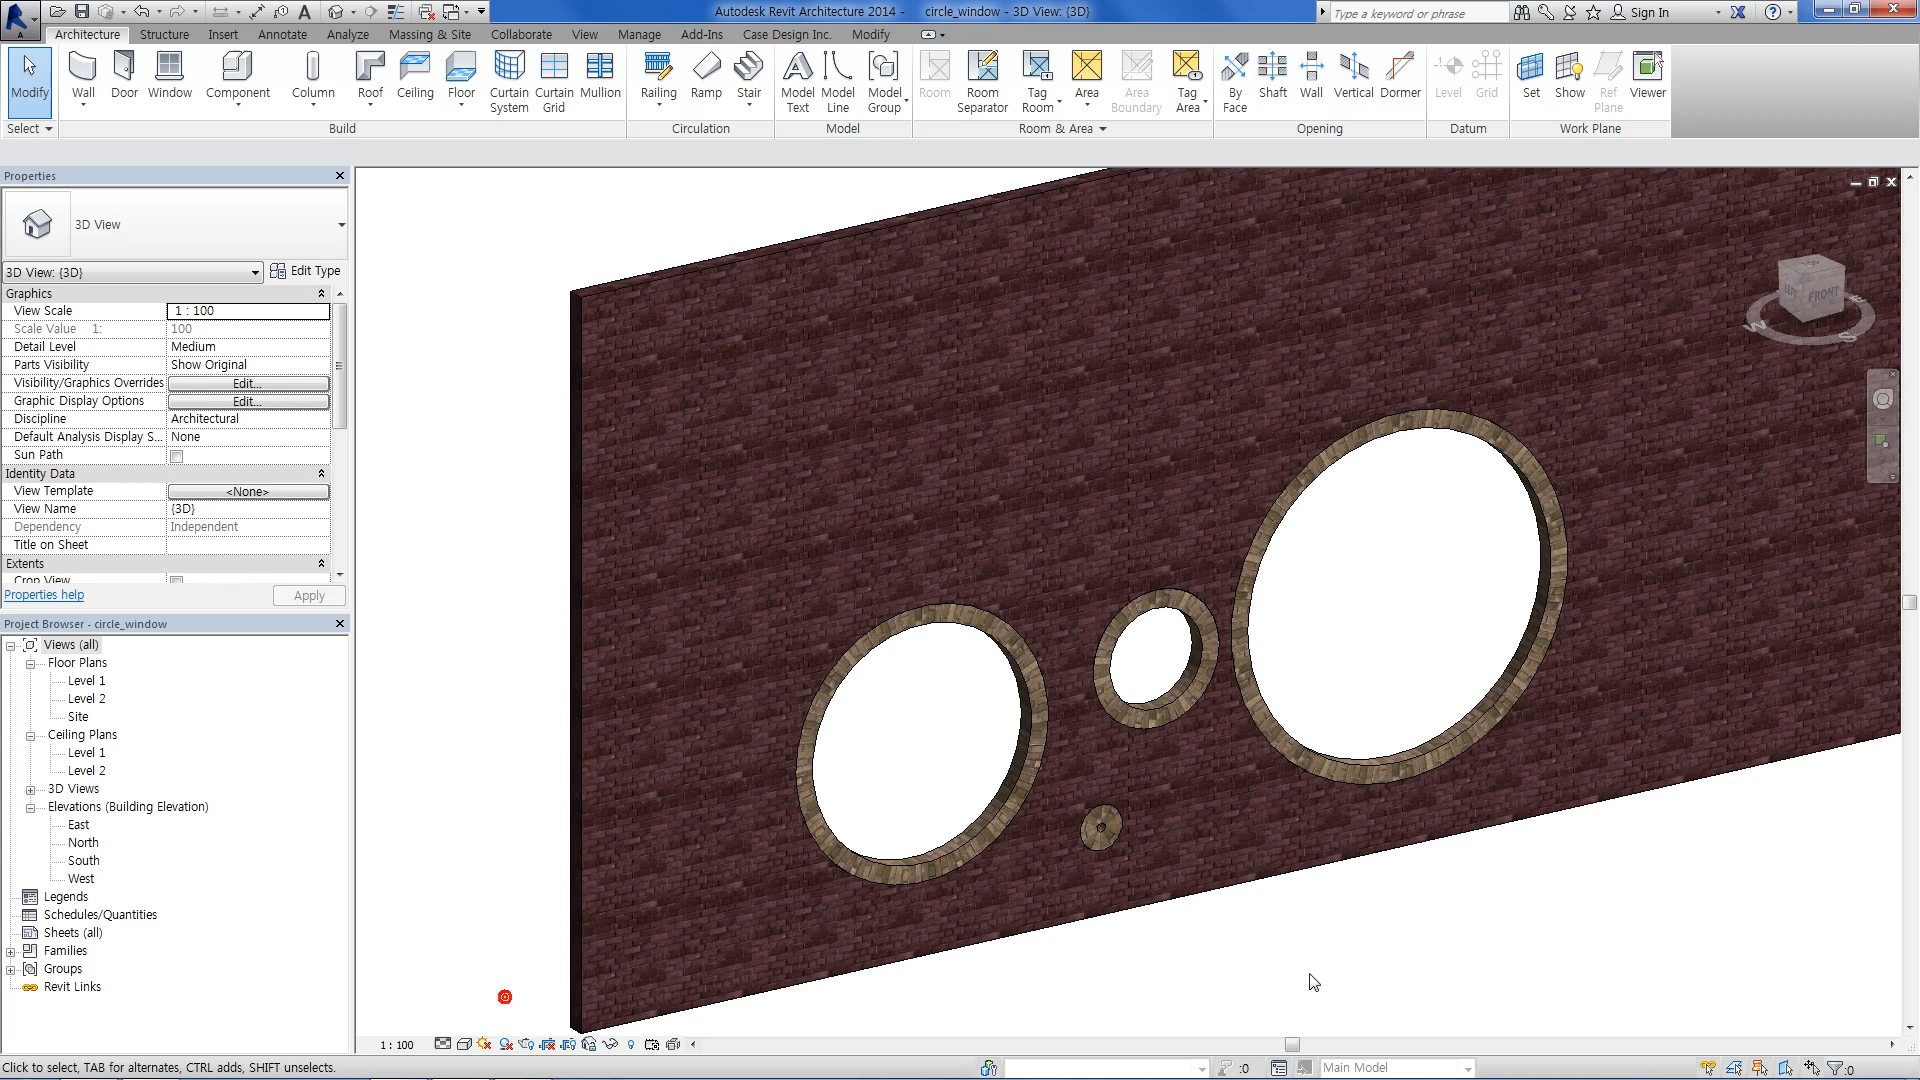 Autodesk Revit Architecture 2014 - circle_window - 3D View: {3D}
Type a keyword or phrase
Sign In
Architecture Structure Insert Annotate Analyze Massing & Site Collaborate View Manage Add-Ins Case Design Inc. Modify
Modify Wall Door Window Component Column Roof Ceiling Floor Curtain System Curtain Grid Mullion Railing Ramp Stair Model Text Model Line Model Group Room Room Separator Tag Room Area Area Boundary Tag Area By Face Shaft Wall Vertical Dormer Level Grid Set Show Ref Plane Viewer
Select Build Circulation Model Room & Area Opening Datum Work Plane
Properties
3D View
3D View: {3D} Edit Type
Graphics
View Scale 1 : 100
Scale Value 1: 100
Detail Level Medium
Parts Visibility Show Original
Visibility/Graphics Overrides Edit...
Graphic Display Options Edit...
Discipline Architectural
Default Analysis Display S... None
Sun Path
Identity Data
View Template <None>
View Name {3D}
Dependency Independent
Title on Sheet
Extents
Crop View
Properties help Apply
Project Browser - circle_window
Views (all)
Floor Plans
Level 1
Level 2
Site
Ceiling Plans
Level 1
Level 2
3D Views
Elevations (Building Elevation)
East
North
South
West
Legends
Schedules/Quantities
Sheets (all)
Families
Groups
Revit Links
LEFT FRONT
W S
1 : 100
Click to select, TAB for alternates, CTRL adds, SHIFT unselects.
:0
Main Model
:0